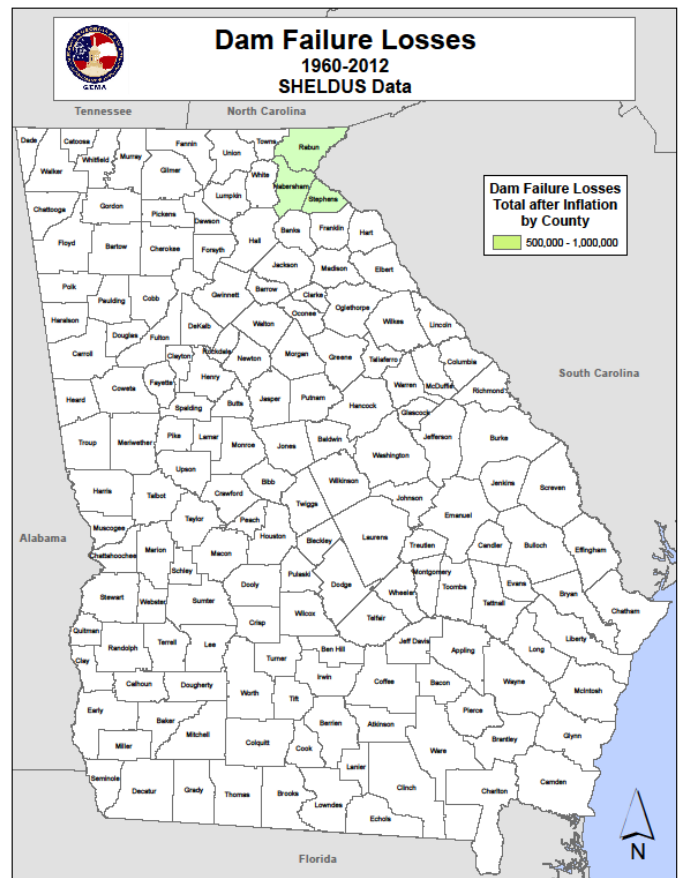 Dam Failure Losses
1960-2012
SHELDUS Data
GEMA
Tennessee
North Carolina
Dam Failure Losses
Total after Inflation
by County
500,000 - 1,000,000
South Carolina
Alabama
Florida
N
Dade
Catoosa
Whitfield
Murray
Fannin
Union
Towns
Rabun
Walker
Gilmer
White
Habersham
Stephens
Lumpkin
Chattooga
Gordon
Pickens
Dawson
Banks
Franklin
Hart
Floyd
Bartow
Cherokee
Forsyth
Hall
Jackson
Madison
Elbert
Polk
Paulding
Cobb
Gwinnett
Barrow
Clarke
Oconee
Oglethorpe
Wilkes
Lincoln
Haralson
Douglas
Fulton
DeKalb
Walton
Carroll
Clayton
Rockdale
Newton
Morgan
Greene
Taliaferro
Columbia
Heard
Coweta
Fayette
Henry
Spalding
Butts
Jasper
Putnam
Hancock
Warren
McDuffie
Richmond
Glascock
Troup
Meriwether
Pike
Lamar
Monroe
Jones
Baldwin
Washington
Jefferson
Burke
Upson
Harris
Talbot
Crawford
Bibb
Wilkinson
Twiggs
Johnson
Jenkins
Screven
Emanuel
Muscogee
Taylor
Peach
Houston
Bleckley
Laurens
Treutlen
Candler
Bulloch
Effingham
Chattahoochee
Marion
Macon
Schley
Pulaski
Dodge
Montgomery
Wheeler
Toombs
Evans
Tattnall
Bryan
Chatham
Stewart
Webster
Sumter
Dooly
Crisp
Wilcox
Telfair
Quitman
Randolph
Terrell
Lee
Turner
Ben Hill
Jeff Davis
Appling
Long
Liberty
Clay
Calhoun
Dougherty
Worth
Tift
Irwin
Coffee
Bacon
Wayne
McIntosh
Early
Baker
Mitchell
Berrien
Atkinson
Pierce
Miller
Colquitt
Cook
Lanier
Ware
Brantley
Glynn
Seminole
Decatur
Grady
Thomas
Brooks
Lowndes
Echols
Clinch
Charlton
Camden